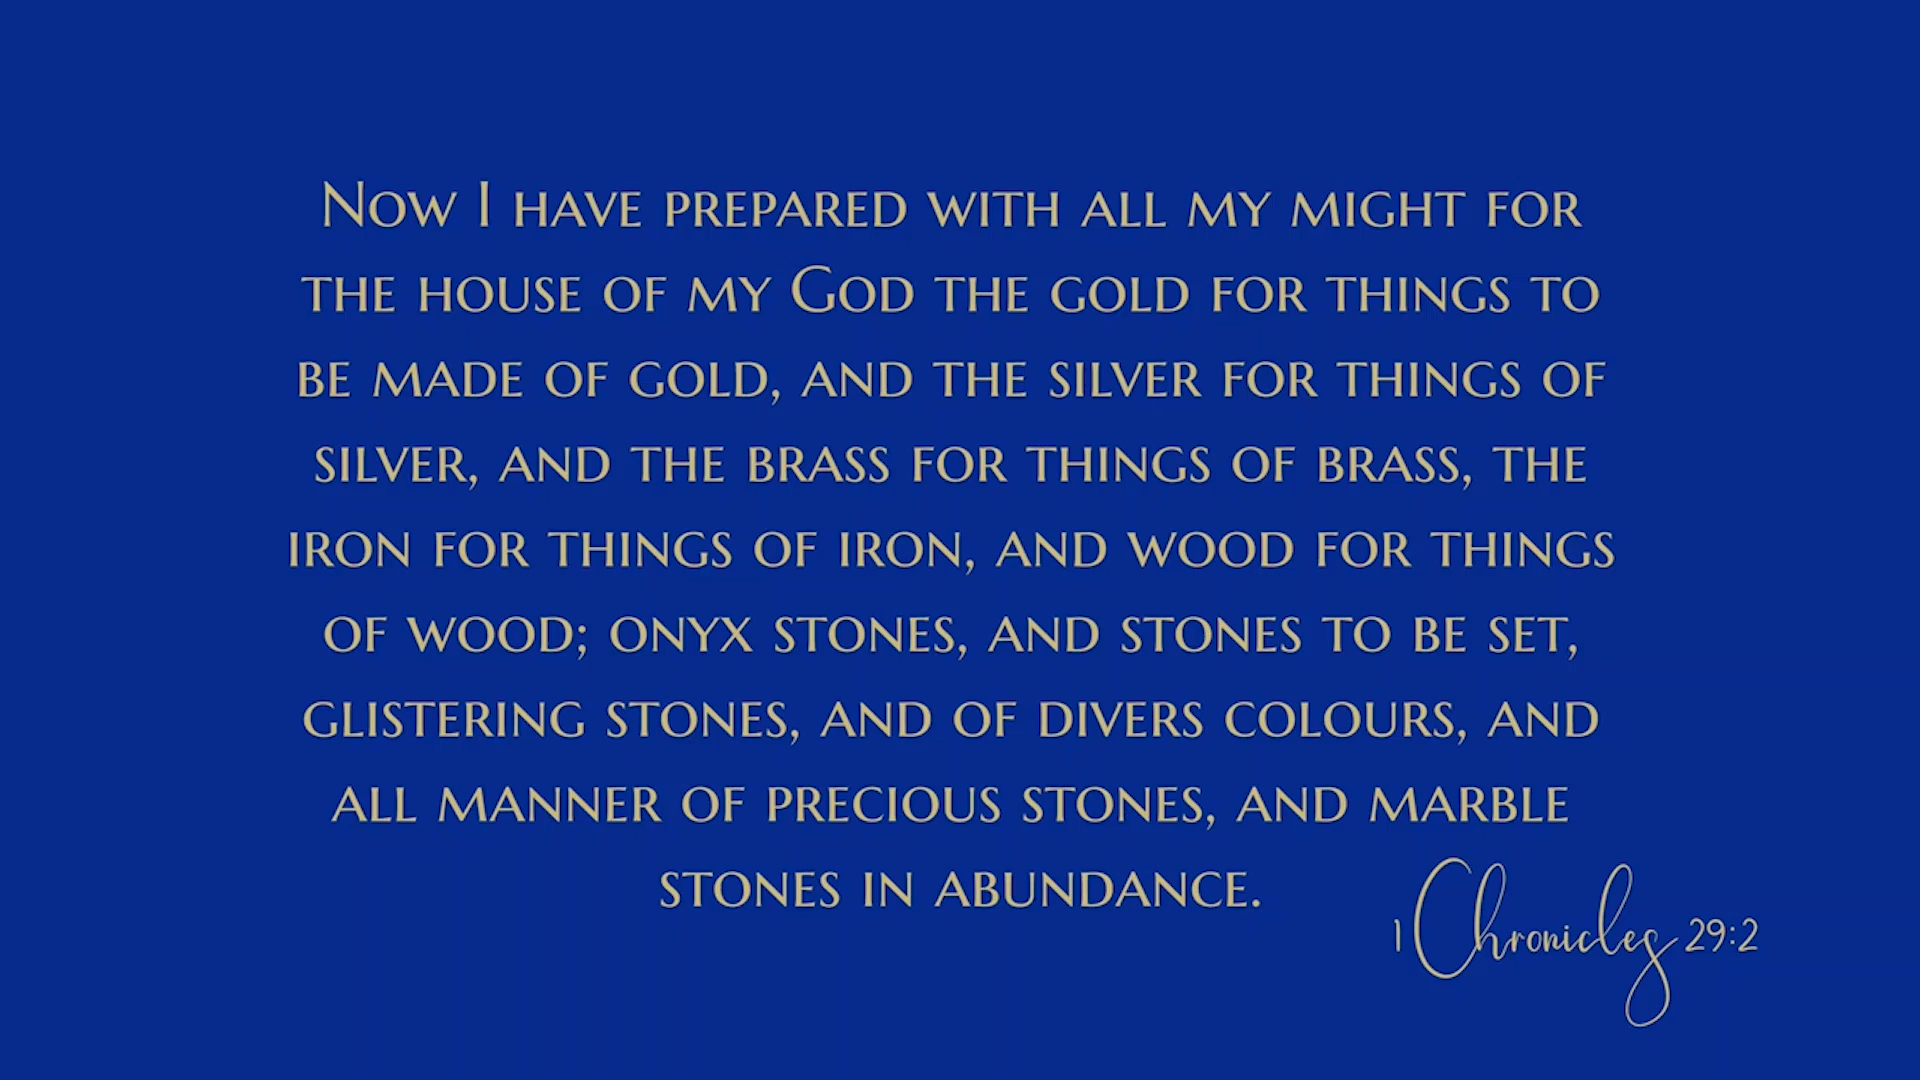 Now I have prepared with all my might for
the house of my God the gold for things to
be made of gold, and the silver for things of
silver, and the brass for things of brass, the
iron for things of iron, and wood for things
of wood; onyx stones, and stones to be set,
glistering stones, and of divers colours, and
all manner of precious stones, and marble
stones in abundance.
1 Chronicles 29:2